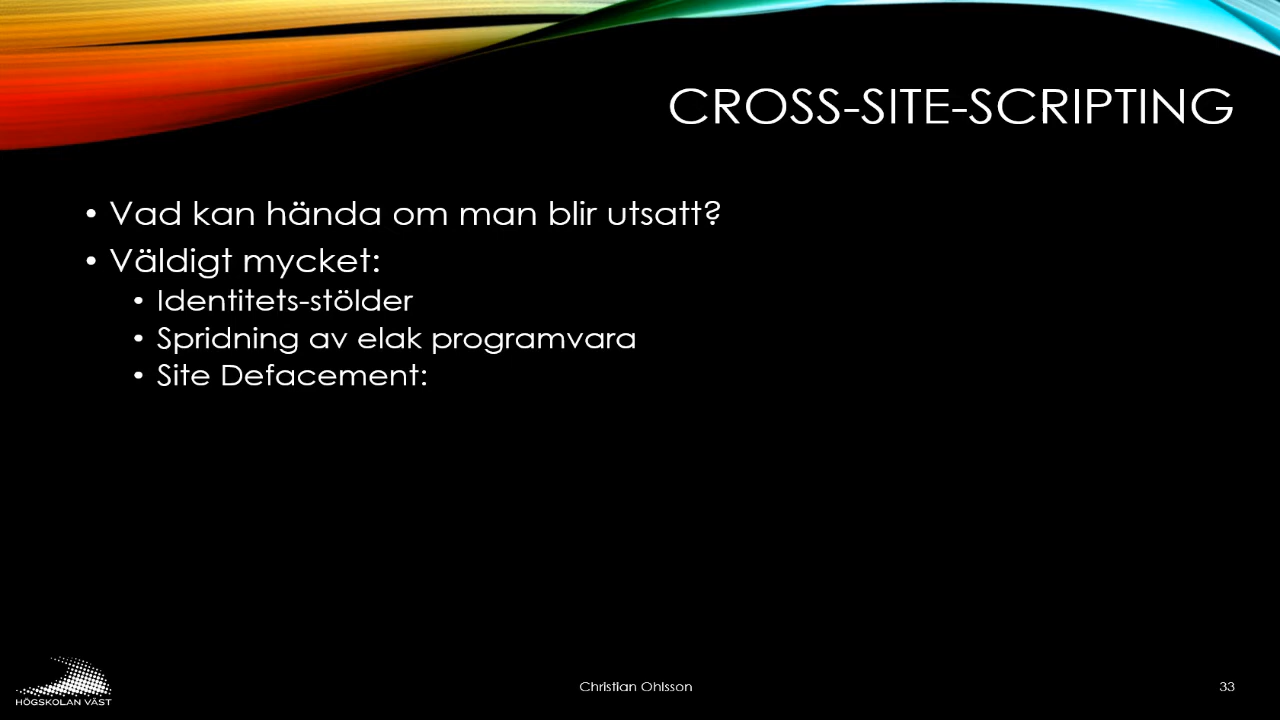 CROSS-SITE-SCRIPTING
• Vad kan hända om man blir utsatt?
• Väldigt mycket:
• Identitets-stölder
• Spridning av elak programvara
• Site Defacement:
HÖGSKOLAN VÄST
Christian Ohlsson
33